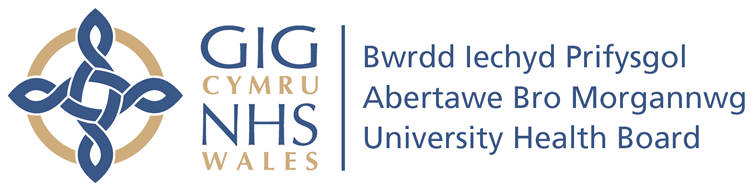 GIG
CYMRU
NHS
WALES
Bwrdd Iechyd Prifysgol
Abertawe Bro Morgannwg
University Health Board